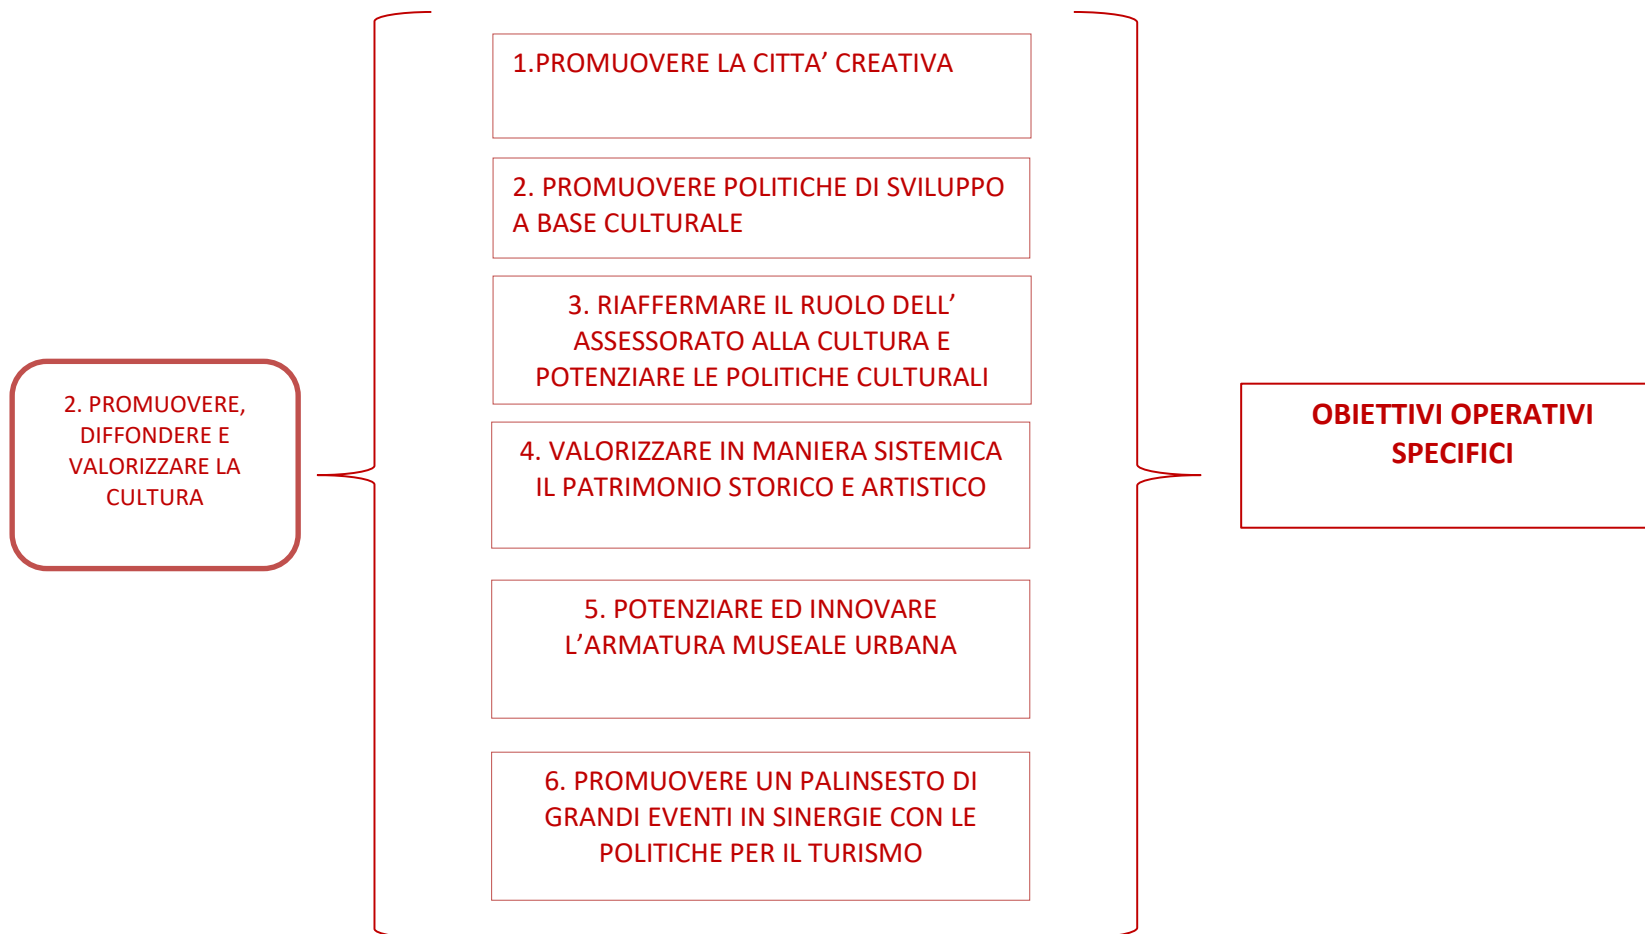 2. PROMUOVERE,
DIFFONDERE E
VALORIZZARE LA
CULTURA
1.PROMUOVERE LA CITTA’ CREATIVA
2. PROMUOVERE POLITICHE DI SVILUPPO
A BASE CULTURALE
3. RIAFFERMARE IL RUOLO DELL’
ASSESSORATO ALLA CULTURA E
POTENZIARE LE POLITICHE CULTURALI
4. VALORIZZARE IN MANIERA SISTEMICA
IL PATRIMONIO STORICO E ARTISTICO
5. POTENZIARE ED INNOVARE
L’ARMATURA MUSEALE URBANA
6. PROMUOVERE UN PALINSESTO DI
GRANDI EVENTI IN SINERGIE CON LE
POLITICHE PER IL TURISMO
OBIETTIVI OPERATIVI
SPECIFICI